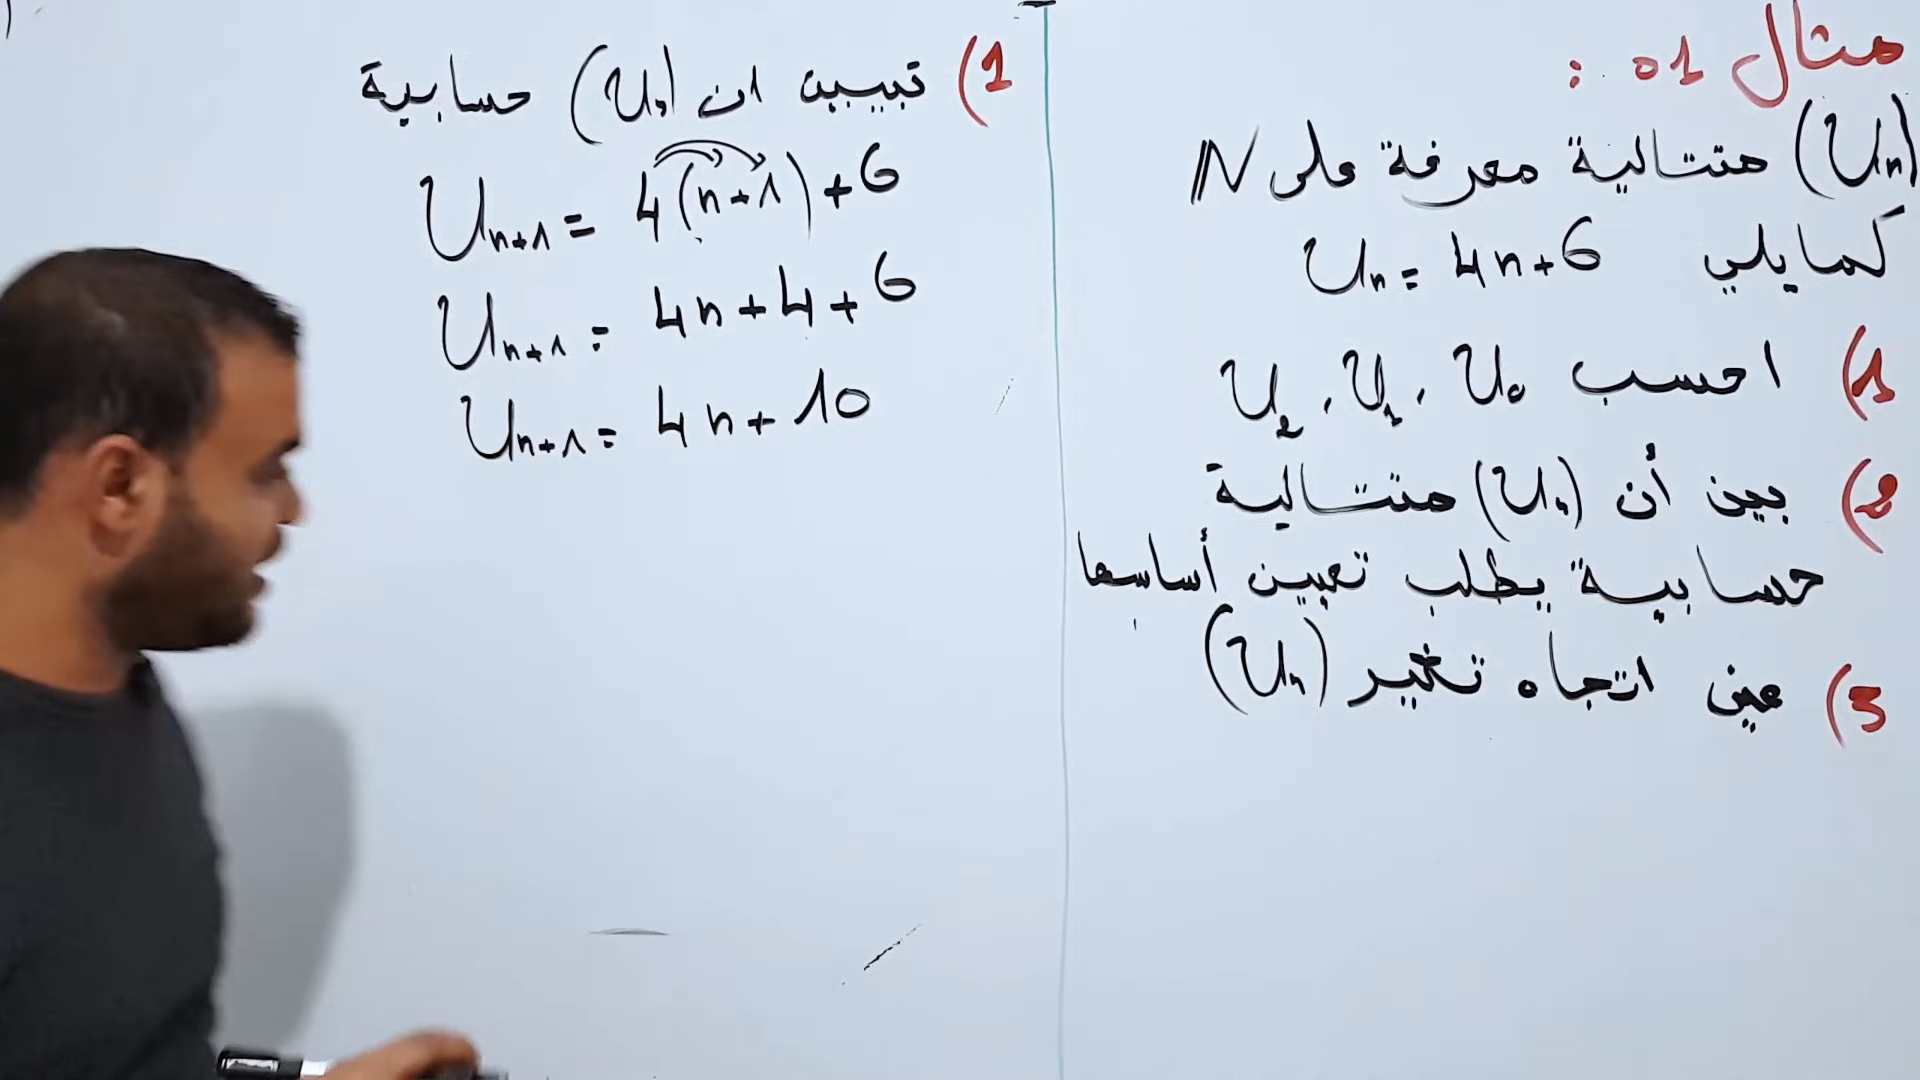 مثال 01 :
(Un) متتالية معرفة على N
كمايلي Un = 4n+6
1) احسب U0 , U1 , U2
2) بين أن (Un) متتالية
حسابية يطلب تعيين أساسها
3) عين اتجاه تغير (Un)
1) تبيين ان (Un) حسابية
Un+1 = 4(n+1)+6
Un+1 = 4n+4+6
Un+1 = 4n+10